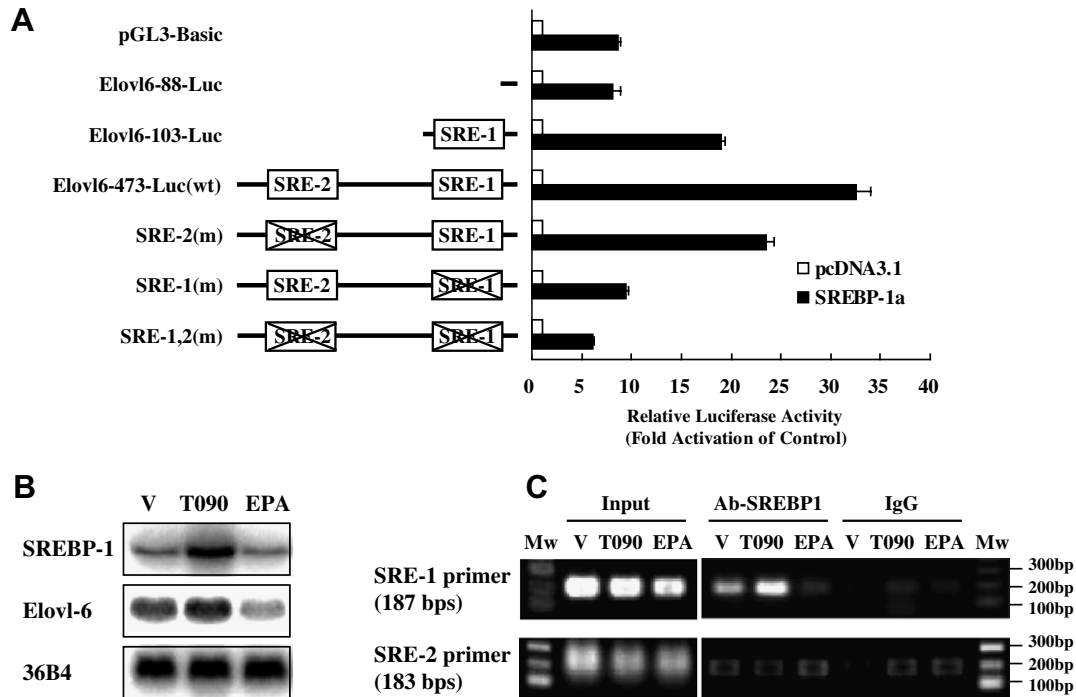 A
pGL3-Basic
Elovl6-88-Luc
Elovl6-103-Luc SRE-1
Elovl6-473-Luc(wt) SRE-2 SRE-1
SRE-2(m) SRE-2 SRE-1
SRE-1(m) SRE-2 SRE-1
SRE-1,2(m) SRE-2 SRE-1
pcDNA3.1
SREBP-1a
0 5 10 15 20 25 30 35 40
Relative Luciferase Activity
(Fold Activation of Control)
B
V T090 EPA
SREBP-1
Elovl-6
36B4
C
Input Ab-SREBP1 IgG
Mw V T090 EPA V T090 EPA V T090 EPA Mw
SRE-1 primer
(187 bps)
300bp
200bp
100bp
SRE-2 primer
(183 bps)
300bp
200bp
100bp